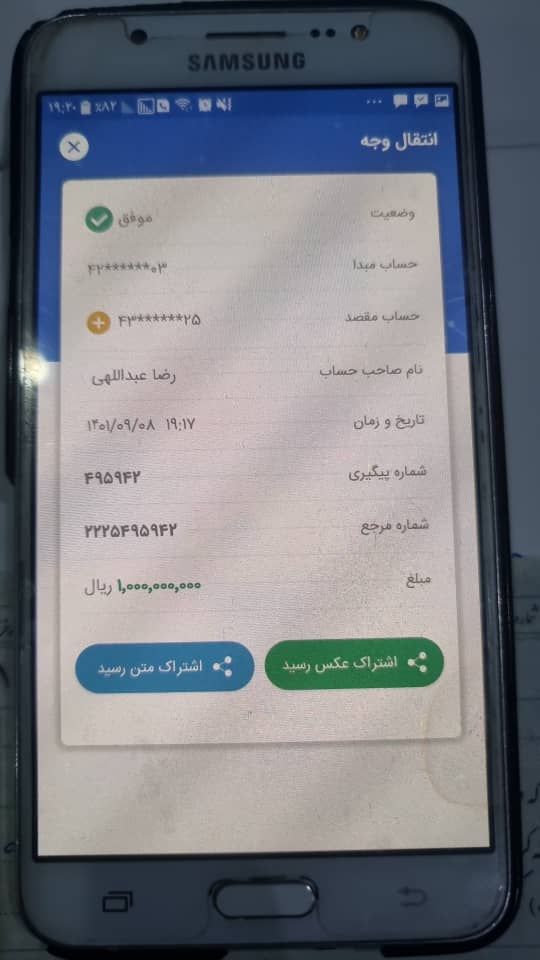 SAMSUNG
۱۹:۲۰ ٪۸۲
انتقال وجه
وضعیت موفق
حساب مبدا ۴۲******۰۳
حساب مقصد ۴۳******۲۵
نام صاحب حساب رضا عبداللهی
تاریخ و زمان ۱۴۰۱/۰۹/۰۸ ۱۹:۱۷
شماره پیگیری ۴۹۵۹۴۲
شماره مرجع ۲۲۲۵۴۹۵۹۴۲
مبلغ ۱,۰۰۰,۰۰۰,۰۰۰ ریال
اشتراک عکس رسید
اشتراک متن رسید